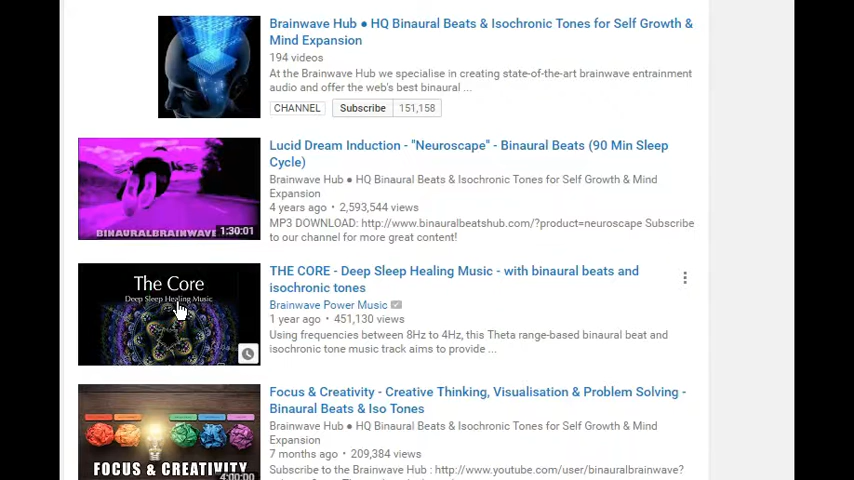 Brainwave Hub ● HQ Binaural Beats & Isochronic Tones for Self Growth &
Mind Expansion
194 videos
At the Brainwave Hub we specialise in creating state-of-the-art brainwave entrainment
audio and offer the web's best binaural ...
CHANNEL Subscribe 151,158
Lucid Dream Induction - "Neuroscape" - Binaural Beats (90 Min Sleep
Cycle)
Brainwave Hub ● HQ Binaural Beats & Isochronic Tones for Self Growth & Mind
Expansion
4 years ago • 2,593,544 views
MP3 DOWNLOAD: http://www.binauralbeatshub.com/?product=neuroscape Subscribe
to our channel for more great content!
BINAURALBRAINWAVE
1:30:01
The Core
Deep Sleep Healing Music
THE CORE - Deep Sleep Healing Music - with binaural beats and
isochronic tones
Brainwave Power Music
1 year ago • 451,130 views
Using frequencies between 8Hz to 4Hz, this Theta range-based binaural beat and
isochronic tone music track aims to provide ...
FOCUS & CREATIVITY
4:00:00
Focus & Creativity - Creative Thinking, Visualisation & Problem Solving -
Binaural Beats & Iso Tones
Brainwave Hub ● HQ Binaural Beats & Isochronic Tones for Self Growth & Mind
Expansion
7 months ago • 209,384 views
Subscribe to the Brainwave Hub : http://www.youtube.com/user/binauralbrainwave?